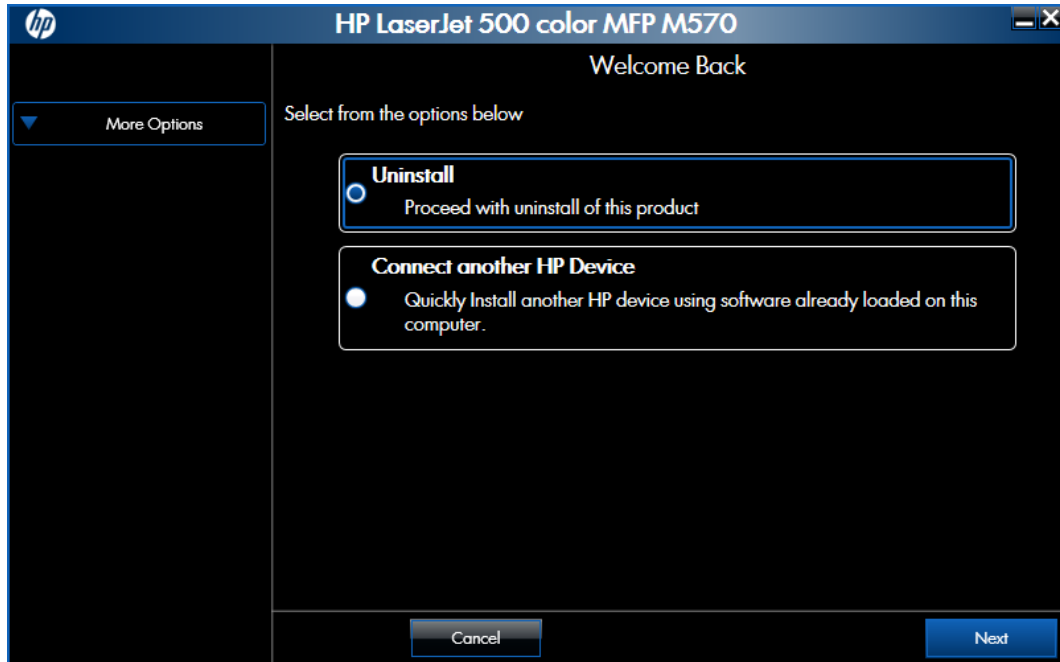 hp
HP LaserJet 500 color MFP M570
Welcome Back
More Options
Select from the options below
Uninstall
Proceed with uninstall of this product
Connect another HP Device
Quickly Install another HP device using software already loaded on this
computer.
Cancel
Next